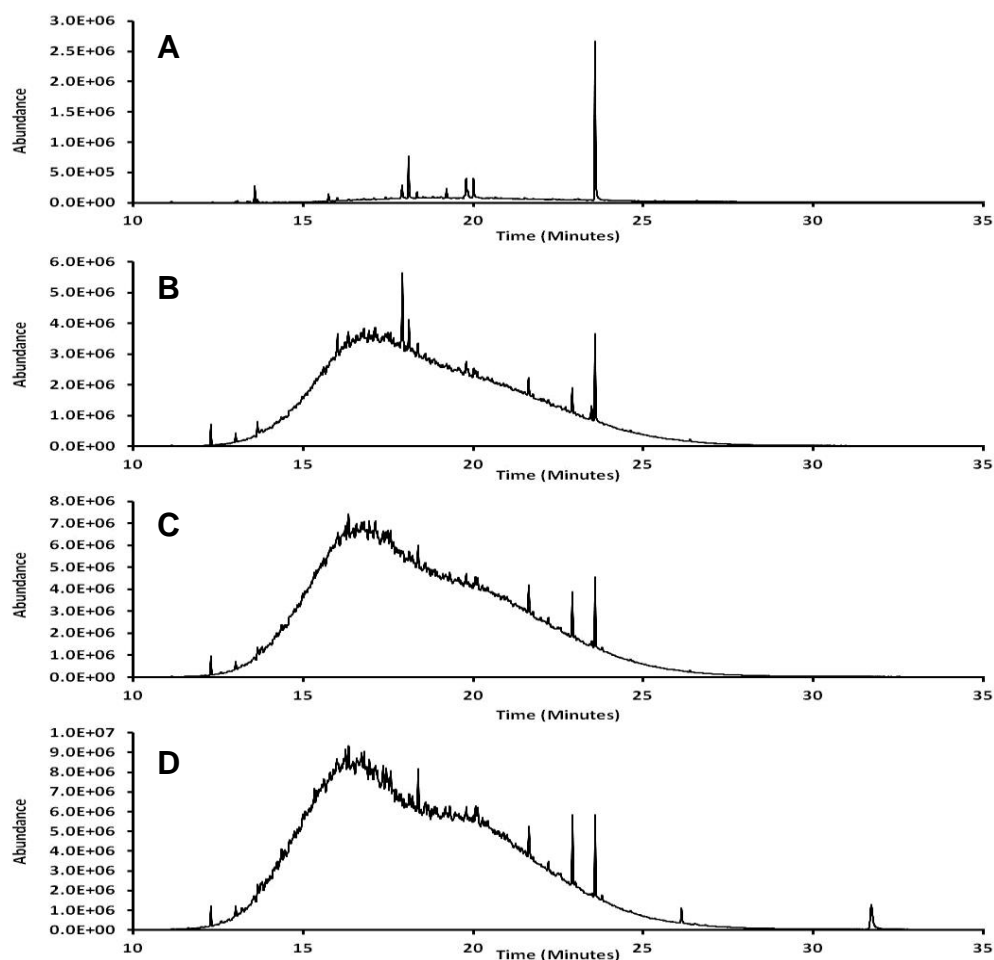 A
Abundance
3.0E+06
2.5E+06
2.0E+06
1.5E+06
1.0E+06
5.0E+05
0.0E+00
10 15 20 25 30 35
Time (Minutes)
B
Abundance
6.0E+06
5.0E+06
4.0E+06
3.0E+06
2.0E+06
1.0E+06
0.0E+00
10 15 20 25 30 35
Time (Minutes)
C
Abundance
8.0E+06
7.0E+06
6.0E+06
5.0E+06
4.0E+06
3.0E+06
2.0E+06
1.0E+06
0.0E+00
10 15 20 25 30 35
Time (Minutes)
D
Abundance
1.0E+07
9.0E+06
8.0E+06
7.0E+06
6.0E+06
5.0E+06
4.0E+06
3.0E+06
2.0E+06
1.0E+06
0.0E+00
10 15 20 25 30 35
Time (Minutes)